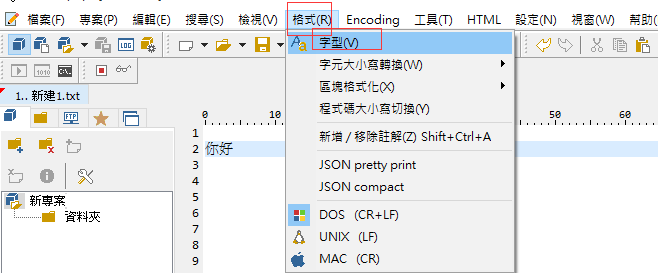 檔案(F) 專案(P) 編輯(E) 搜尋(S) 檢視(V) 格式(R) Encoding 工具(T) HTML 設定(N) 視窗(W) 幫助
LOG
1010 C:\
1.. 新建1.txt
FTP
0 10 50 60
1
2 你好
3
4
5
6
7
8
9
新專案
資料夾
字型(V)
字元大小寫轉換(W)
區塊格式化(X)
程式碼大小寫切換(Y)
新增 / 移除註解(Z) Shift+Ctrl+A
JSON pretty print
JSON compact
DOS (CR+LF)
UNIX (LF)
MAC (CR)